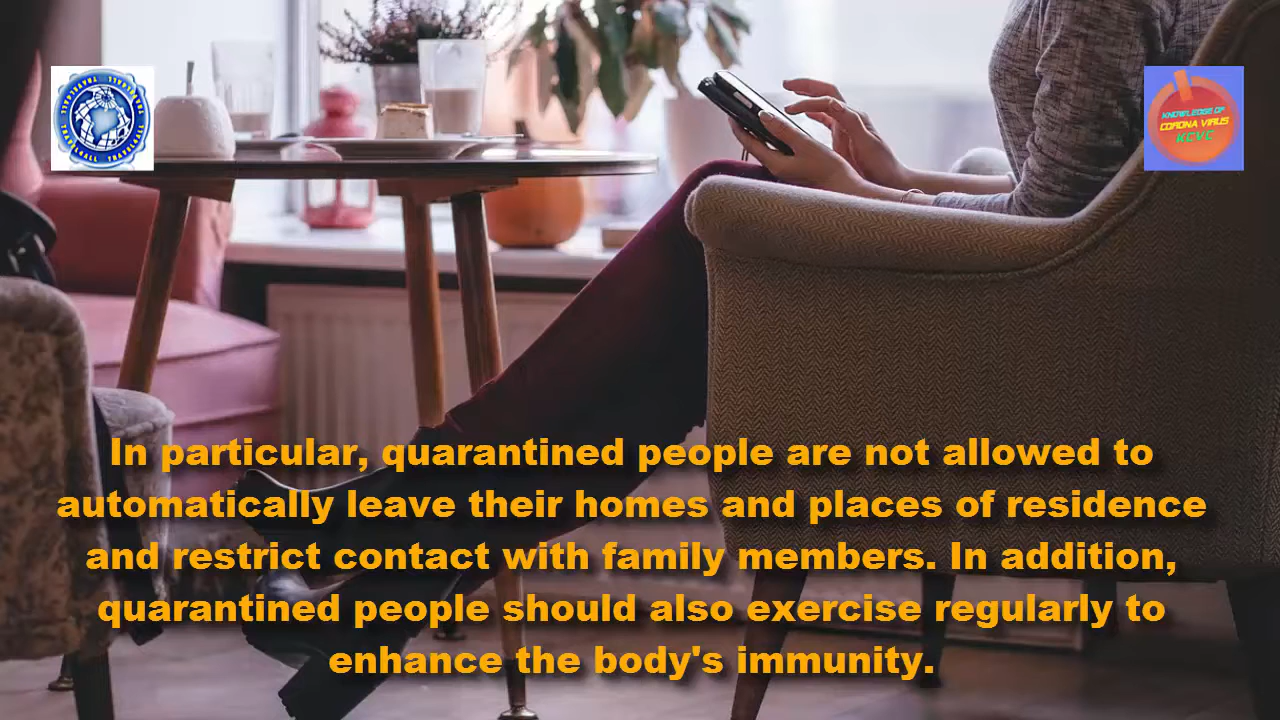 KNOWLEDGE OF
CORONA VIRUS
KCVC
In particular, quarantined people are not allowed to
automatically leave their homes and places of residence
and restrict contact with family members. In addition,
quarantined people should also exercise regularly to
enhance the body's immunity.